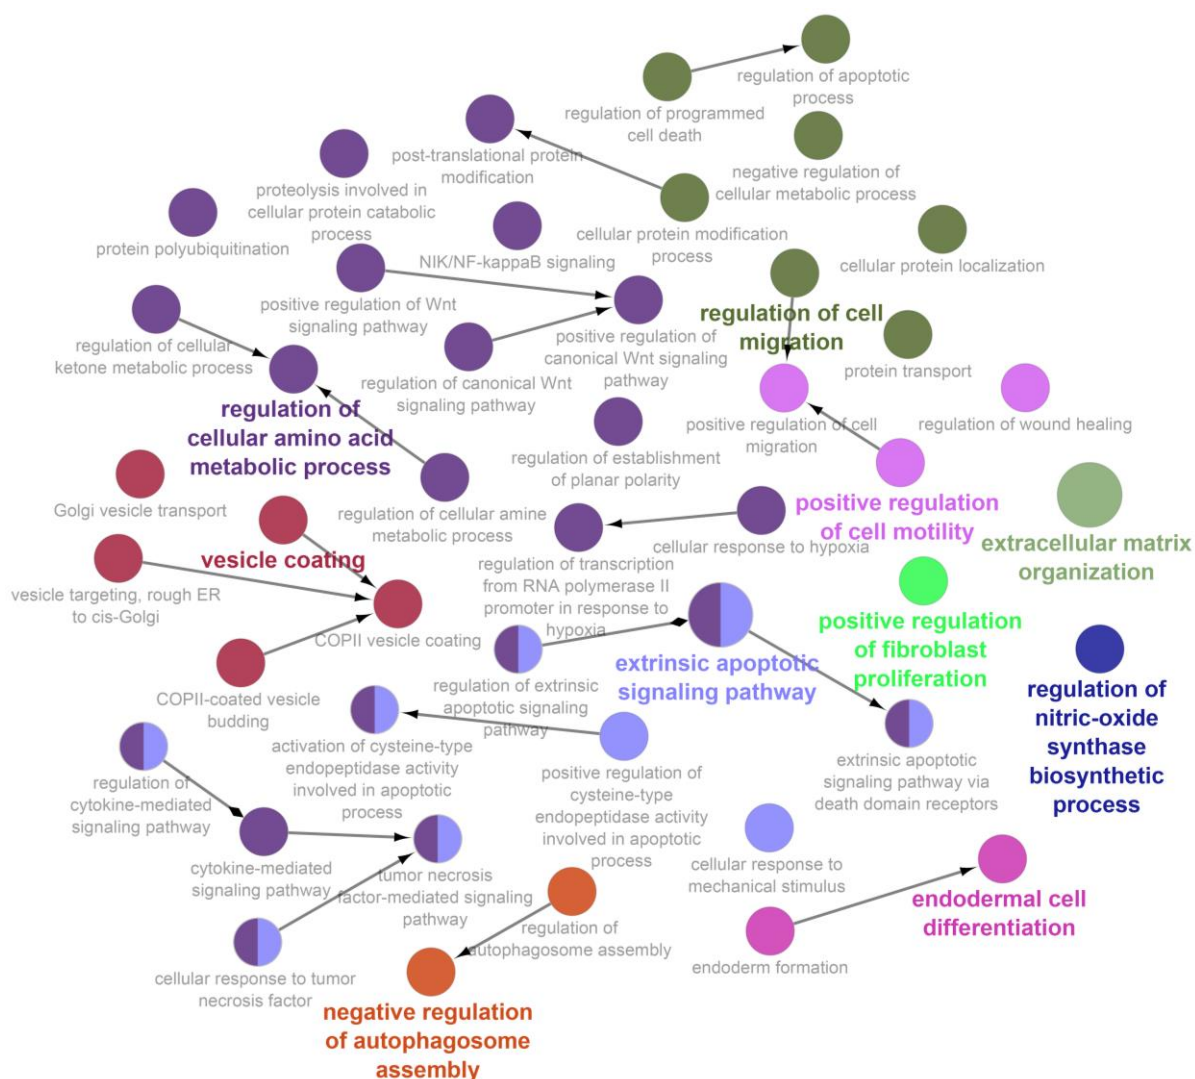 regulation of apoptotic
process
regulation of programmed
cell death
post-translational protein
modification
negative regulation of
cellular metabolic process
proteolysis involved in
cellular protein catabolic
process
protein polyubiquitination
NIK/NF-kappaB signaling
cellular protein modification
process
cellular protein localization
positive regulation of Wnt
signaling pathway
regulation of cell
migration
positive regulation of
canonical Wnt signaling
pathway
regulation of cellular
ketone metabolic process
regulation of canonical Wnt
signaling pathway
protein transport
regulation of
cellular amino acid
metabolic process
positive regulation of cell
migration
regulation of wound healing
regulation of establishment
of planar polarity
Golgi vesicle transport
regulation of cellular amine
metabolic process
positive regulation
of cell motility
vesicle coating
cellular response to hypoxia
extracellular matrix
organization
regulation of transcription
from RNA polymerase II
promoter in response to
hypoxia
vesicle targeting, rough ER
to cis-Golgi
COPII vesicle coating
positive regulation
of fibroblast
proliferation
extrinsic apoptotic
signaling pathway
regulation of extrinsic
apoptotic signaling
pathway
regulation of
nitric-oxide
synthase
biosynthetic
process
COPII-coated vesicle
budding
activation of cysteine-type
endopeptidase activity
involved in apoptotic
process
positive regulation of
cysteine-type
endopeptidase activity
involved in apoptotic
process
extrinsic apoptotic
signaling pathway via
death domain receptors
regulation of
cytokine-mediated
signaling pathway
cytokine-mediated
signaling pathway
tumor necrosis
factor-mediated signaling
pathway
cellular response to
mechanical stimulus
endodermal cell
differentiation
regulation of
autophagosome assembly
endoderm formation
cellular response to tumor
necrosis factor
negative regulation
of autophagosome
assembly